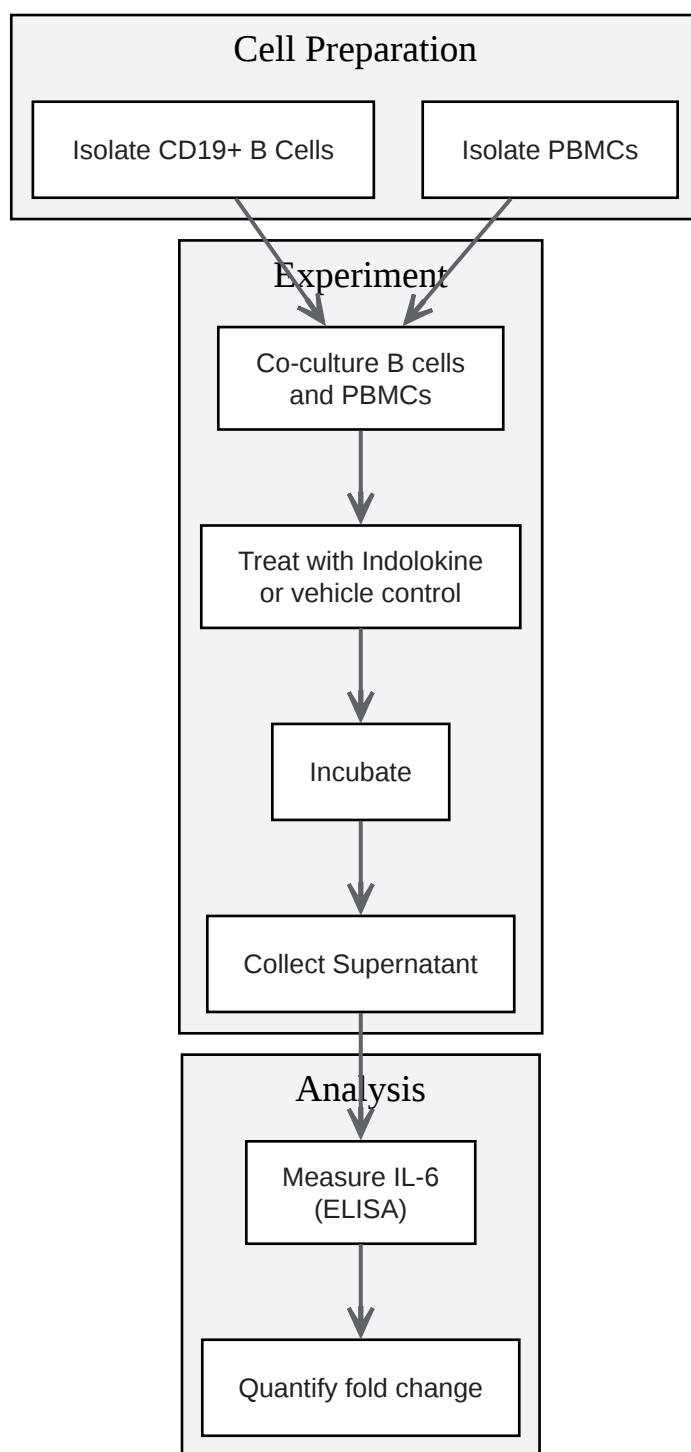 Cell Preparation
Isolate CD19+ B Cells
Isolate PBMCs
Experiment
Co-culture B cells
and PBMCs
Treat with Indolokine
or vehicle control
Incubate
Collect Supernatant
Analysis
Measure IL-6
(ELISA)
Quantify fold change